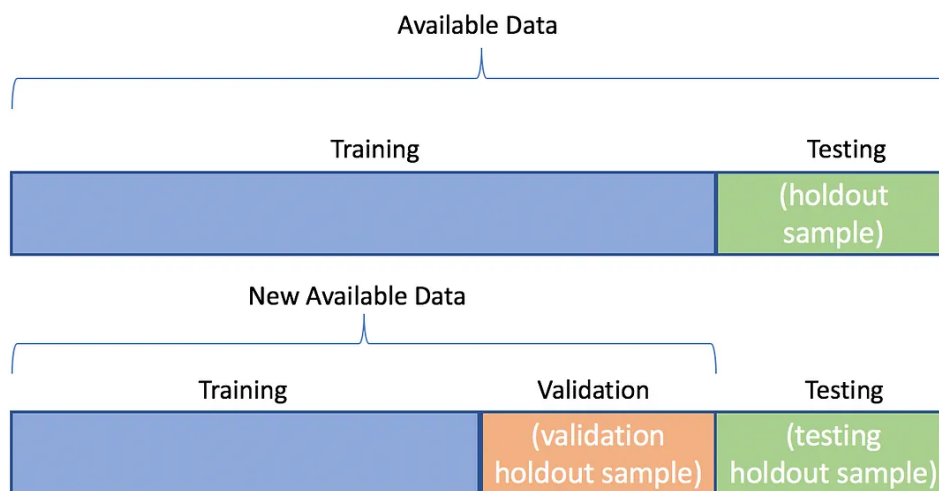 Available Data
Training
Testing
(holdout
sample)
New Available Data
Training
Validation
Testing
(validation
holdout sample)
(testing
holdout sample)